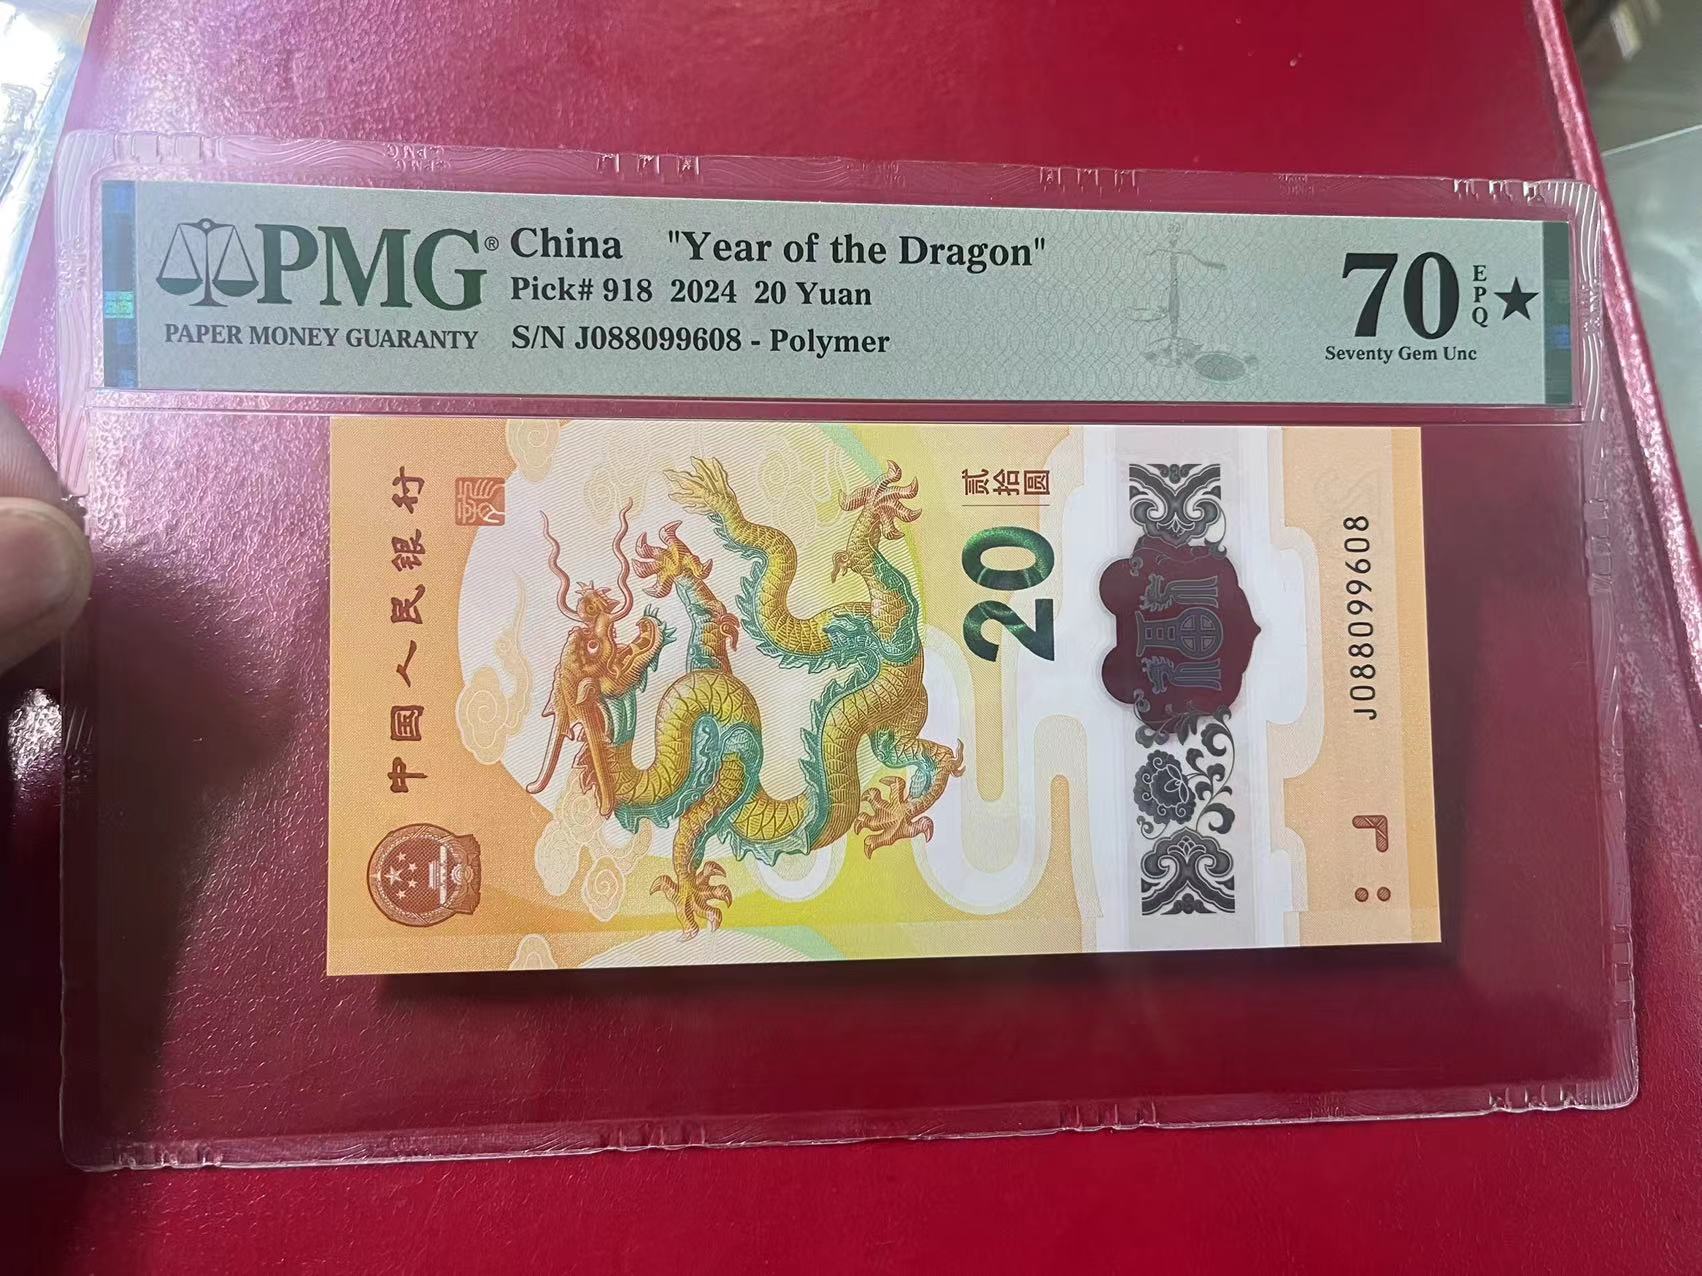 PMG® China "Year of the Dragon"
PAPER MONEY GUARANTY
Pick# 918 2024 20 Yuan
S/N J088099608 - Polymer
70 EPQ ★
Seventy Gem Unc
中国人民银行
贰拾圆
20
J088099608